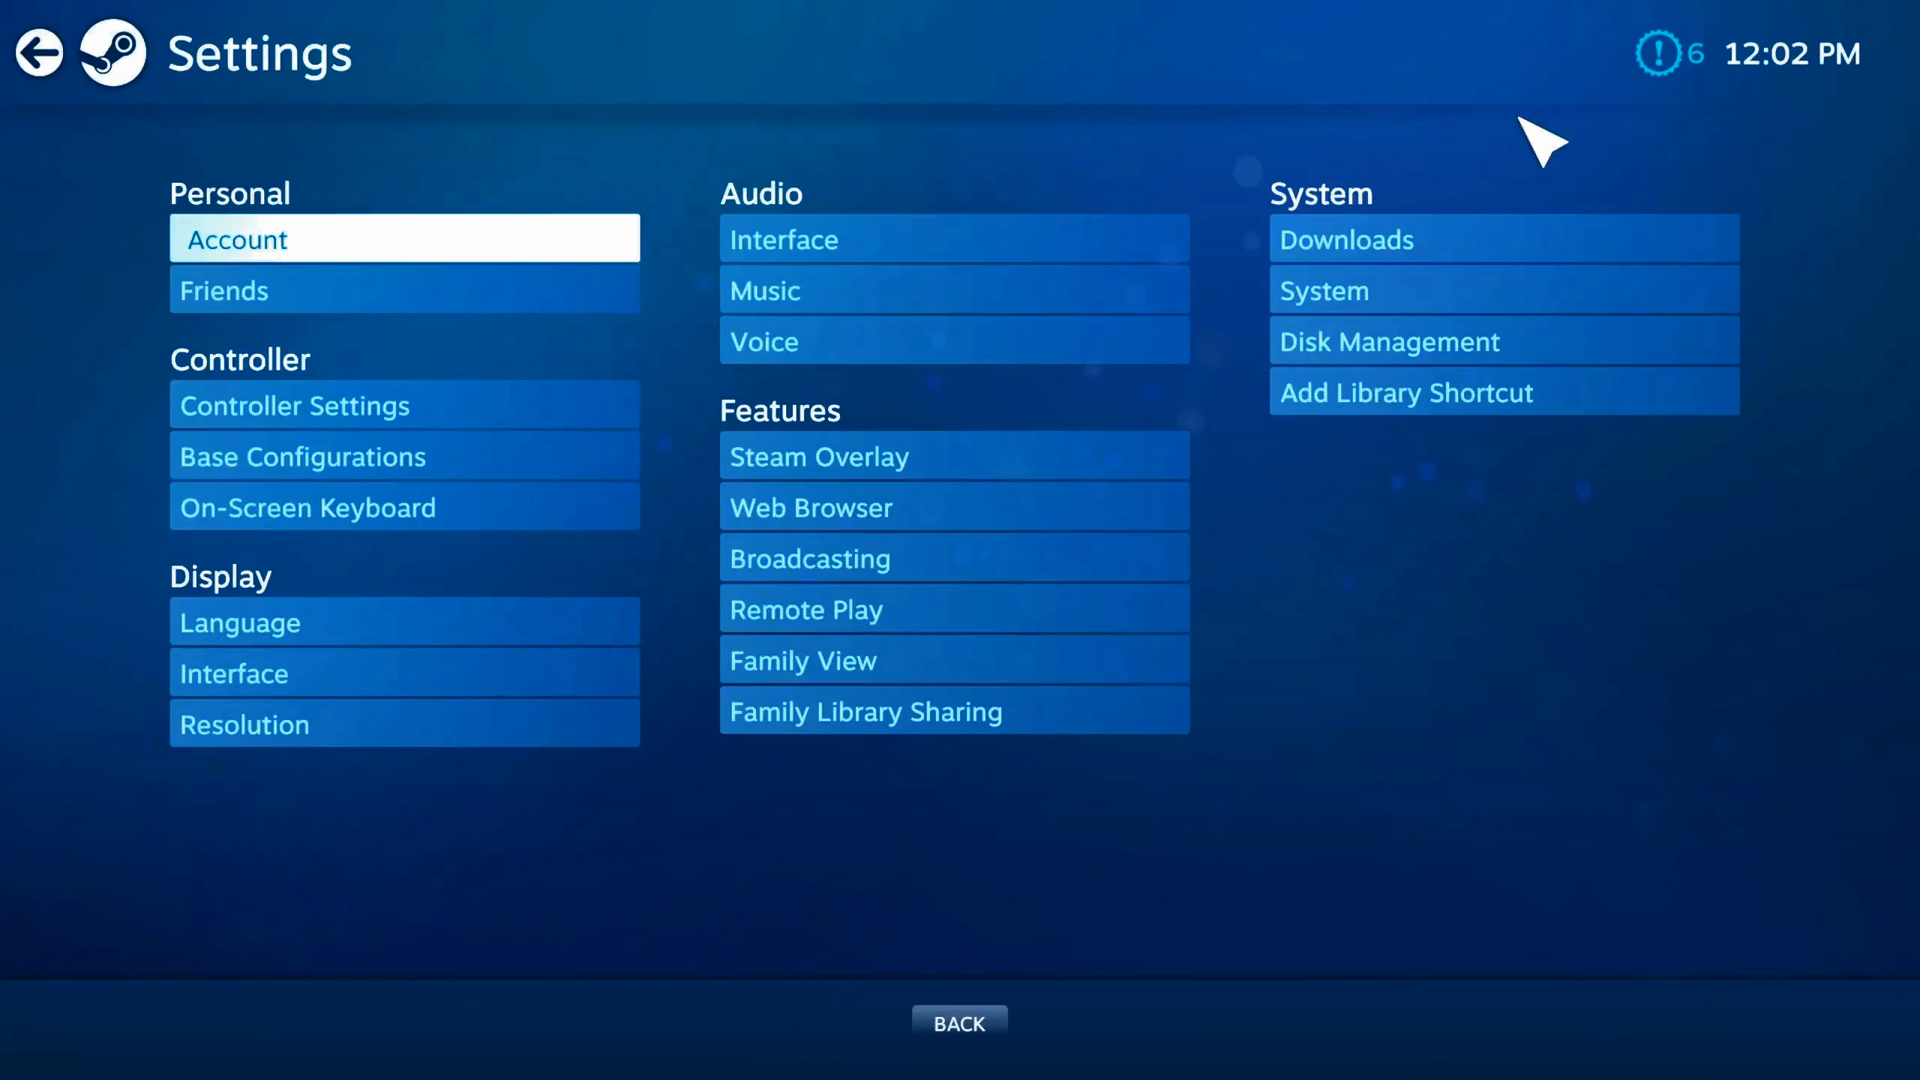 Settings
6 12:02 PM
Personal
Account
Friends
Controller
Controller Settings
Base Configurations
On-Screen Keyboard
Display
Language
Interface
Resolution
Audio
Interface
Music
Voice
Features
Steam Overlay
Web Browser
Broadcasting
Remote Play
Family View
Family Library Sharing
System
Downloads
System
Disk Management
Add Library Shortcut
BACK